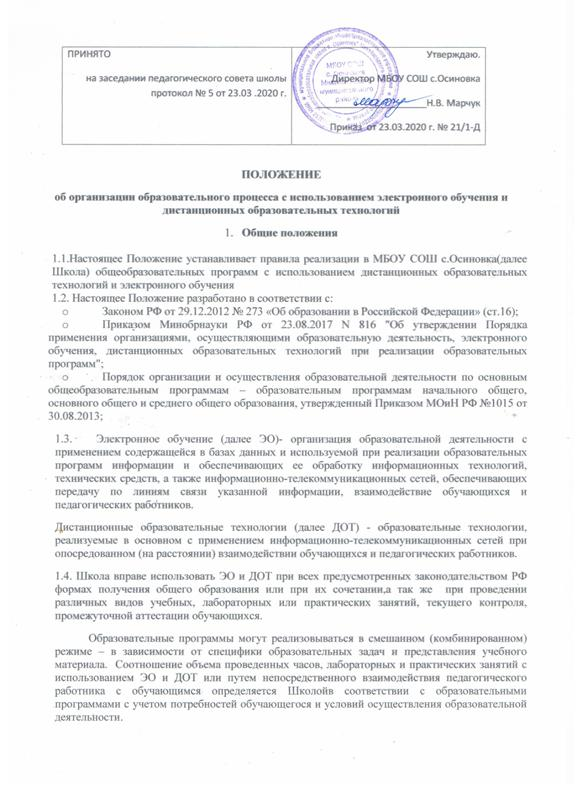 ПРИНЯТО
на заседании педагогического совета школы
протокол № 5 от 23.03 .2020 г.
Утверждаю.
Директор МБОУ СОШ с.Осиновка
Н.В. Марчук
Приказ от 23.03.2020 г. № 21/1-Д
МБОУ СОШ
ПОЛОЖЕНИЕ
об организации образовательного процесса с использованием электронного обучения и
дистанционных образовательных технологий
1. Общие положения
1.1.Настоящее Положение устанавливает правила реализации в МБОУ СОШ с.Осиновка(далее
Школа) общеобразовательных программ с использованием дистанционных образовательных
технологий и электронного обучения
1.2. Настоящее Положение разработано в соответствии с:
o Законом РФ от 29.12.2012 № 273 «Об образовании в Российской Федерации» (ст.16);
o Приказом Минобрнауки РФ от 23.08.2017 N 816 "Об утверждении Порядка
применения организациями, осуществляющими образовательную деятельность, электронного
обучения, дистанционных образовательных технологий при реализации образовательных
программ";
o Порядок организации и осуществления образовательной деятельности по основным
общеобразовательным программам – образовательным программам начального общего,
основного общего и среднего общего образования, утвержденный Приказом МОиН РФ №1015 от
30.08.2013;
1.3. Электронное обучение (далее ЭО)- организация образовательной деятельности с
применением содержащейся в базах данных и используемой при реализации образовательных
программ информации и обеспечивающих ее обработку информационных технологий,
технических средств, а также информационно-телекоммуникационных сетей, обеспечивающих
передачу по линиям связи указанной информации, взаимодействие обучающихся и
педагогических работников.
Дистанционные образовательные технологии (далее ДОТ) - образовательные технологии,
реализуемые в основном с применением информационно-телекоммуникационных сетей при
опосредованном (на расстоянии) взаимодействии обучающихся и педагогических работников.
1.4. Школа вправе использовать ЭО и ДОТ при всех предусмотренных законодательством РФ
формах получения общего образования или при их сочетании,а так же при проведении
различных видов учебных, лабораторных или практических занятий, текущего контроля,
промежуточной аттестации обучающихся.
Образовательные программы могут реализовываться в смешанном (комбинированном)
режиме – в зависимости от специфики образовательных задач и представления учебного
материала. Соотношение объема проведенных часов, лабораторных и практических занятий с
использованием ЭО и ДОТ или путем непосредственного взаимодействия педагогического
работника с обучающимся определяется Школойв соответствии с образовательными
программами с учетом потребностей обучающегося и условий осуществления образовательной
деятельности.